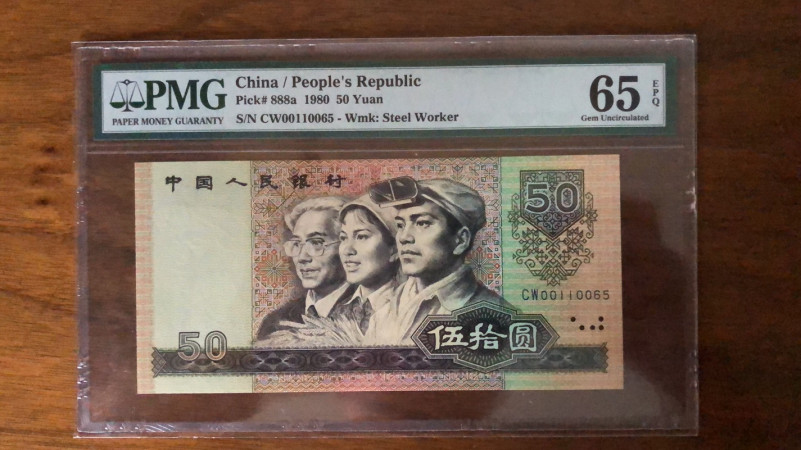 PMG
PAPER MONEY GUARANTY
China / People's Republic
Pick# 888a 1980 50 Yuan
S/N CW00110065 - Wmk: Steel Worker
65 EPQ
Gem Uncirculated
中国人民银行
50
CW00110065
50
伍拾圆